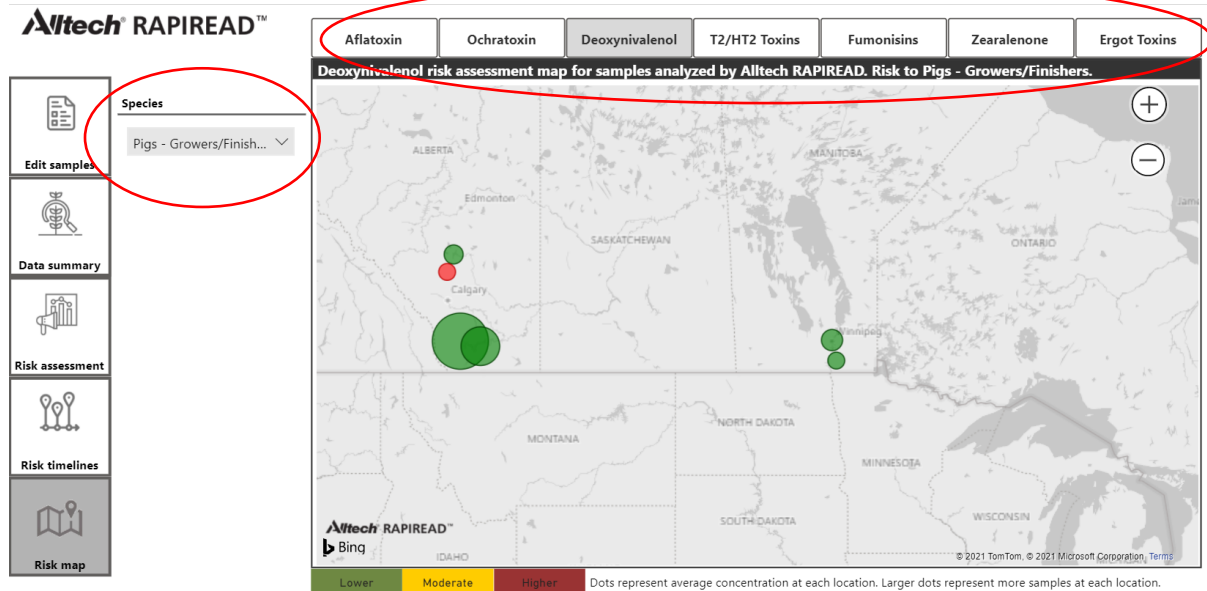 Alltech® RAPIREAD™
Aflatoxin
Ochratoxin
Deoxynivalenol
T2/HT2 Toxins
Fumonisins
Zearalenone
Ergot Toxins
Deoxynivalenol risk assessment map for samples analyzed by Alltech RAPIREAD. Risk to Pigs - Growers/Finishers.
Species
Pigs - Growers/Finish...
Edit samples
Data summary
Risk assessment
Risk timelines
Risk map
ALBERTA
MANITOBA
Edmonton
SASKATCHEWAN
ONTARIO
Calgary
Winnipeg
NORTH DAKOTA
MONTANA
MINNESOTA
SOUTH DAKOTA
WISCONSIN
Alltech® RAPIREAD™
Bing
IDAHO
© 2021 TomTom, © 2021 Microsoft Corporation Terms
MICHIGAN
Lower
Moderate
Higher
Dots represent average concentration at each location. Larger dots represent more samples at each location.